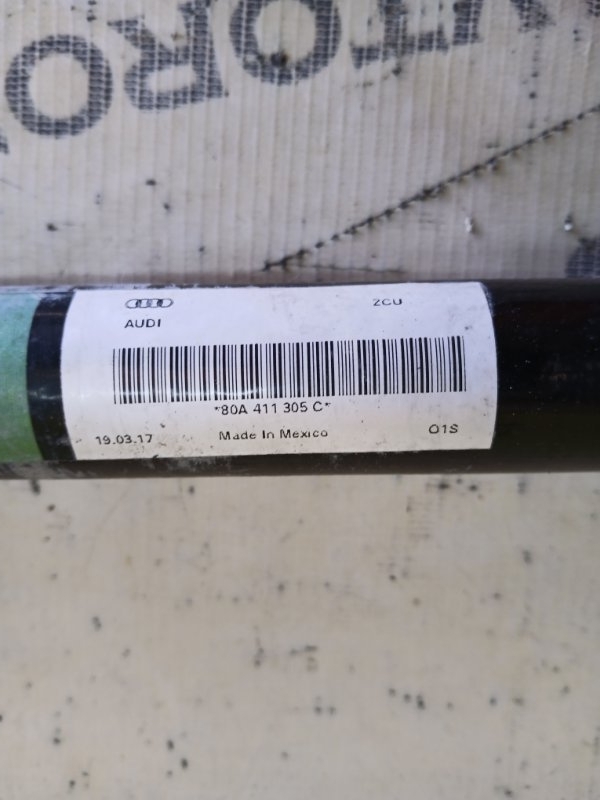 AUDI
ZCU
*80A 411 305 C*
19.03.17
Made In Mexico
O1S